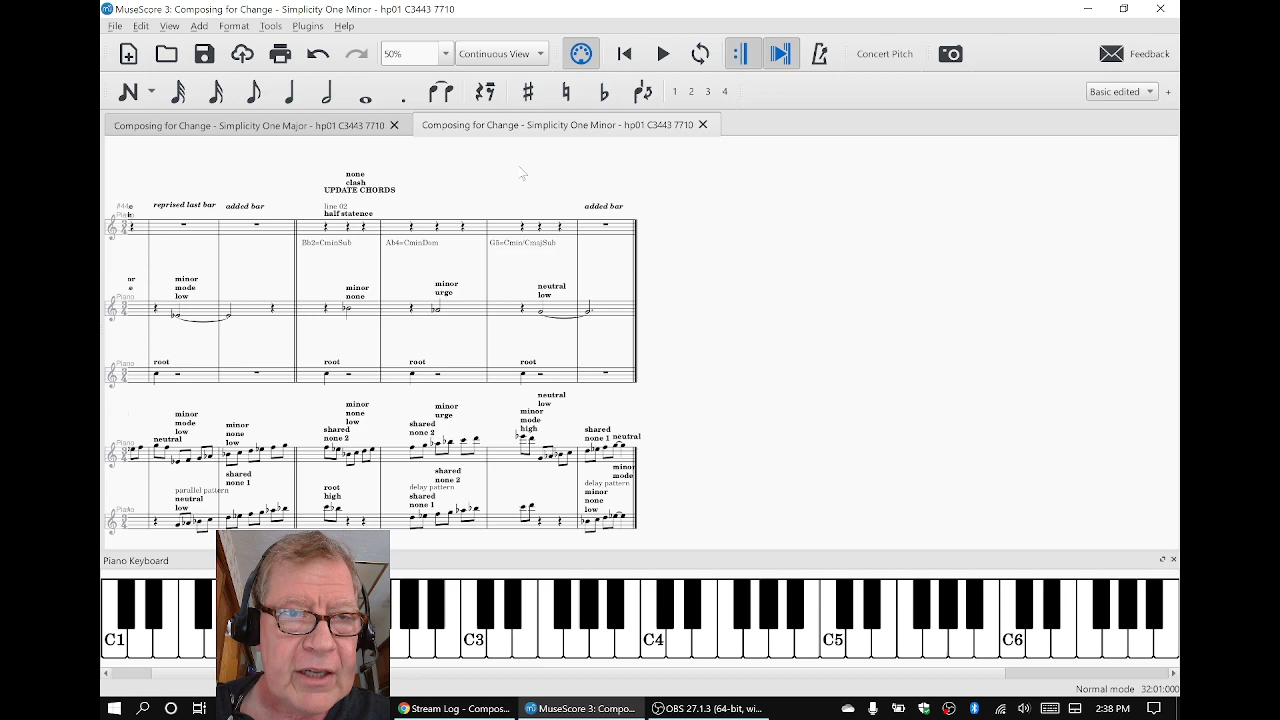 MuseScore 3: Composing for Change - Simplicity One Minor - hp01 C3443 7710
File Edit View Add Format Tools Plugins Help
50% Continuous View Concert Pitch Feedback
1 2 3 4 Basic edited +
Composing for Change - Simplicity One Major - hp01 C3443 7710 Composing for Change - Simplicity One Minor - hp01 C3443 7710
none
clash
UPDATE CHORDS
reprised last bar added bar line 02 added bar
half statence
Piano
Bb2=CminSub Ab4=CminDom G5=Cmin/CmajSub
minor mode low
minor none
minor urge
neutral low
Piano
root root root root
Piano
neutral
minor mode low
minor none low
shared none 2
minor none low
shared none 2
minor urge
minor mode high
neutral low
shared none 1
neutral
Piano
parallel pattern
neutral low
shared none 1
root high
delay pattern
shared none 1
shared none 2
delay pattern
minor none low
minor mode
Piano
Piano Keyboard
C1 C3 C4 C5 C6
Normal mode 32:01:000
Stream Log - Compos... MuseScore 3: Compo... OBS 27.1.3 (64-bit, wi... 2:38 PM